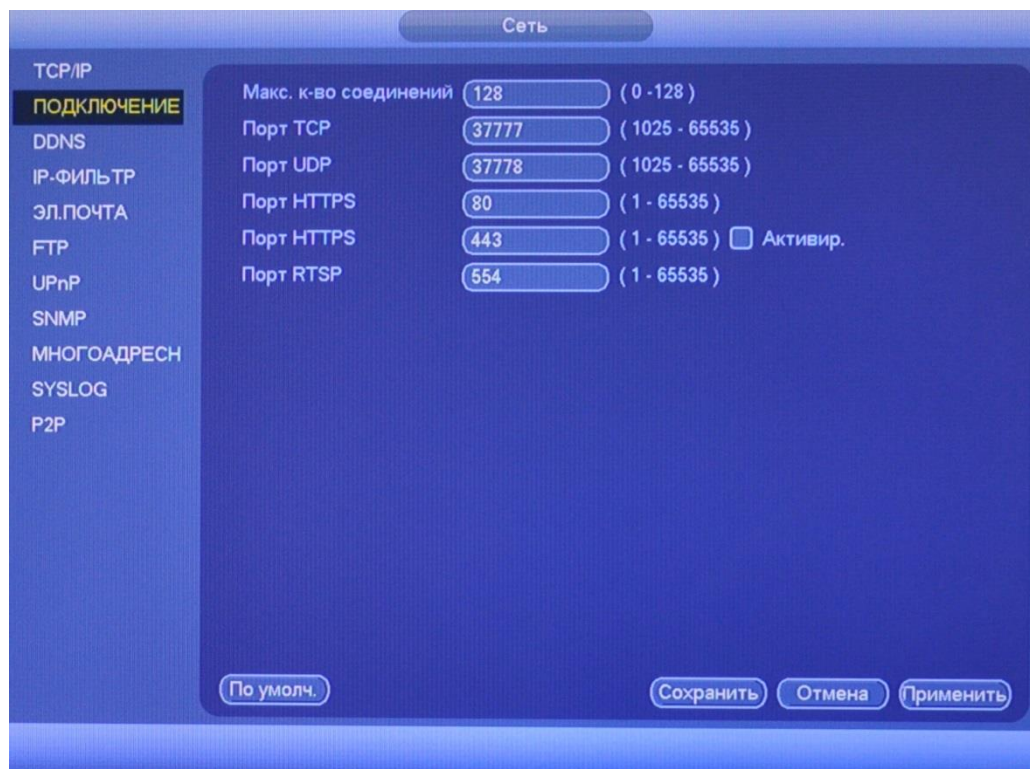 Сеть
TCP/IP
ПОДКЛЮЧЕНИЕ
DDNS
IP-ФИЛЬТР
ЭЛ.ПОЧТА
FTP
UPnP
SNMP
МНОГОАДРЕСН
SYSLOG
P2P
Макс. к-во соединений 128 ( 0 -128 )
Порт TCP 37777 ( 1025 - 65535 )
Порт UDP 37778 ( 1025 - 65535 )
Порт HTTPS 80 ( 1 - 65535 )
Порт HTTPS 443 ( 1 - 65535 ) Активир.
Порт RTSP 554 ( 1 - 65535 )
По умолч. Сохранить Отмена Применить